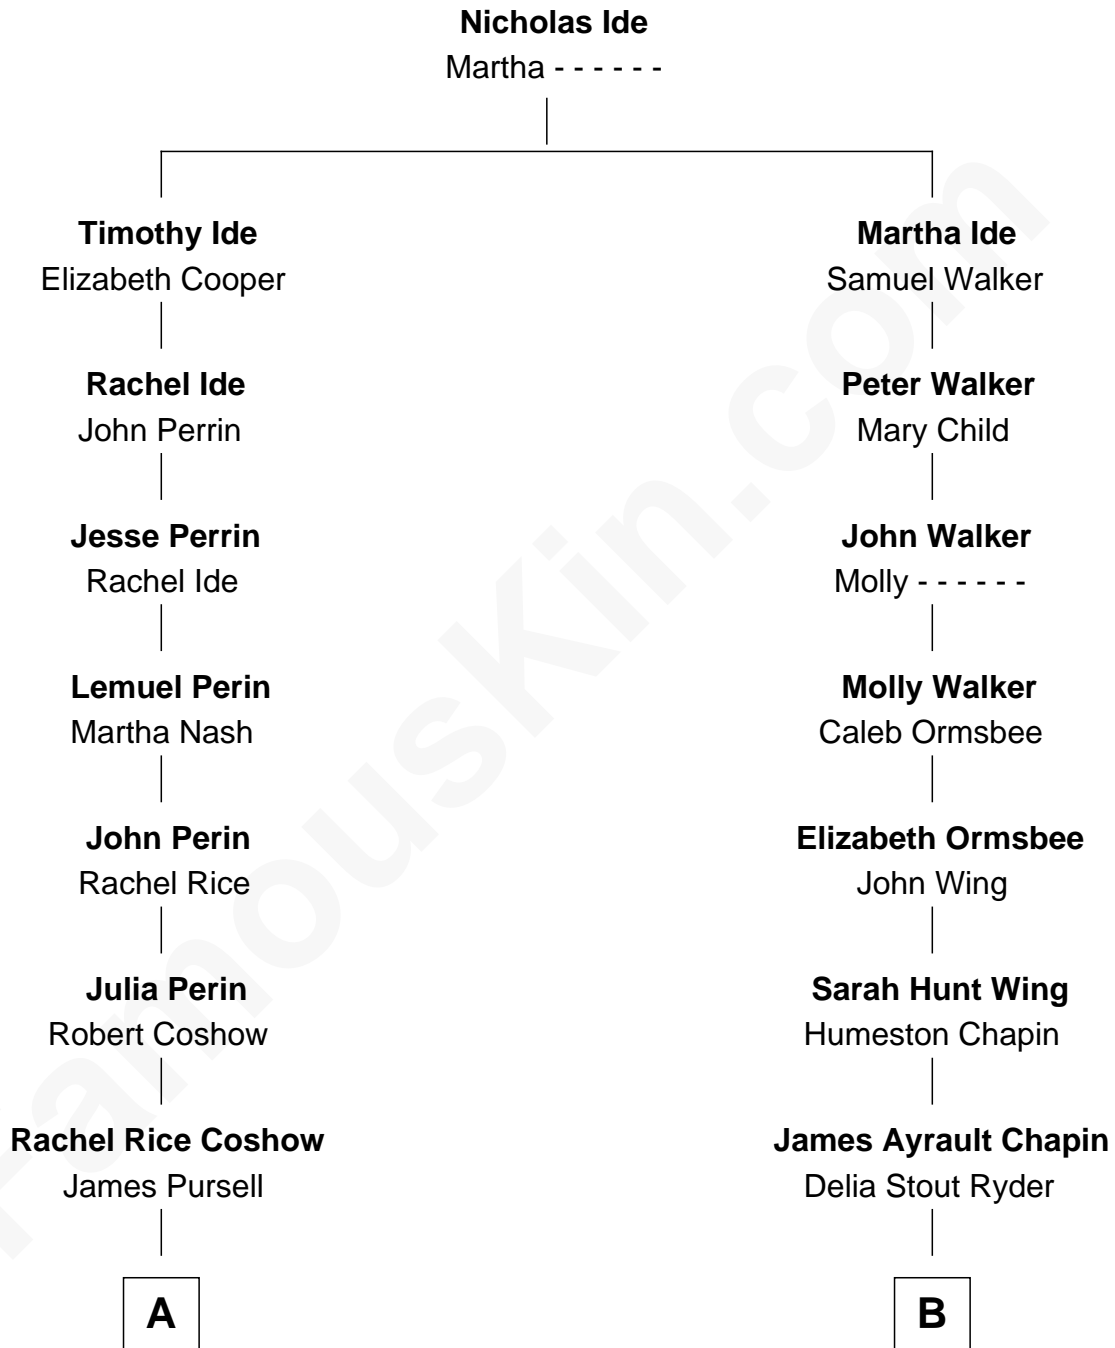 Nicholas Ide
Martha - - - - - -
Timothy Ide
Elizabeth Cooper
Martha Ide
Samuel Walker
Rachel Ide
John Perrin
Peter Walker
Mary Child
Jesse Perrin
Rachel Ide
John Walker
Molly - - - - - -
Lemuel Perin
Martha Nash
Molly Walker
Caleb Ormsbee
John Perin
Rachel Rice
Elizabeth Ormsbee
John Wing
Julia Perin
Robert Coshow
Sarah Hunt Wing
Humeston Chapin
Rachel Rice Coshow
James Pursell
James Ayrault Chapin
Delia Stout Ryder
A
B
FamousKin.com